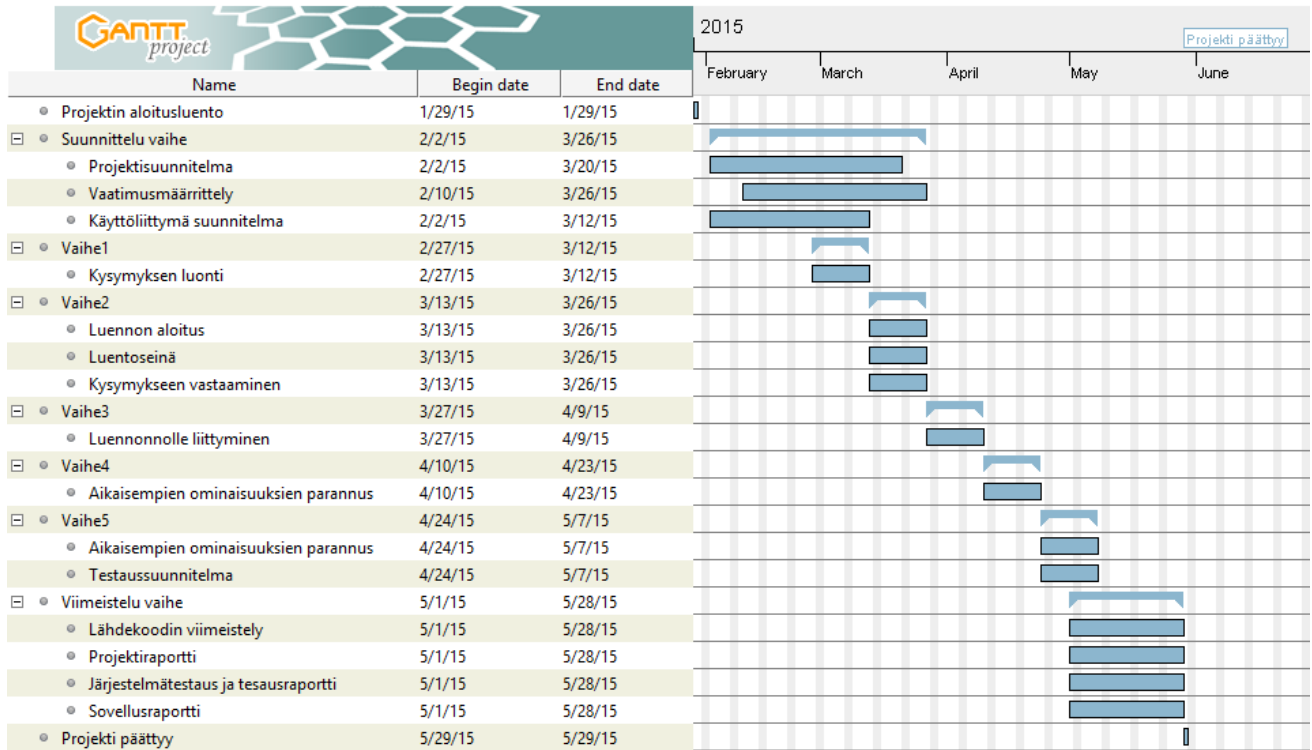 GANTT
project
2015
Projekti päättyy
Name Begin date End date
February March April May June
Projektin aloitusluento 1/29/15 1/29/15
Suunnittelu vaihe 2/2/15 3/26/15
Projektisuunnitelma 2/2/15 3/20/15
Vaatimusmäärrittely 2/10/15 3/26/15
Käyttöliittymä suunnitelma 2/2/15 3/12/15
Vaihe1 2/27/15 3/12/15
Kysymyksen luonti 2/27/15 3/12/15
Vaihe2 3/13/15 3/26/15
Luennon aloitus 3/13/15 3/26/15
Luentoseinä 3/13/15 3/26/15
Kysymykseen vastaaminen 3/13/15 3/26/15
Vaihe3 3/27/15 4/9/15
Luennonnolle liittyminen 3/27/15 4/9/15
Vaihe4 4/10/15 4/23/15
Aikaisempien ominaisuuksien parannus 4/10/15 4/23/15
Vaihe5 4/24/15 5/7/15
Aikaisempien ominaisuuksien parannus 4/24/15 5/7/15
Testaussuunnitelma 4/24/15 5/7/15
Viimeistelu vaihe 5/1/15 5/28/15
Lähdekoodin viimeistely 5/1/15 5/28/15
Projektiraportti 5/1/15 5/28/15
Järjestelmätestaus ja tesausraportti 5/1/15 5/28/15
Sovellusraportti 5/1/15 5/28/15
Projekti päättyy 5/29/15 5/29/15